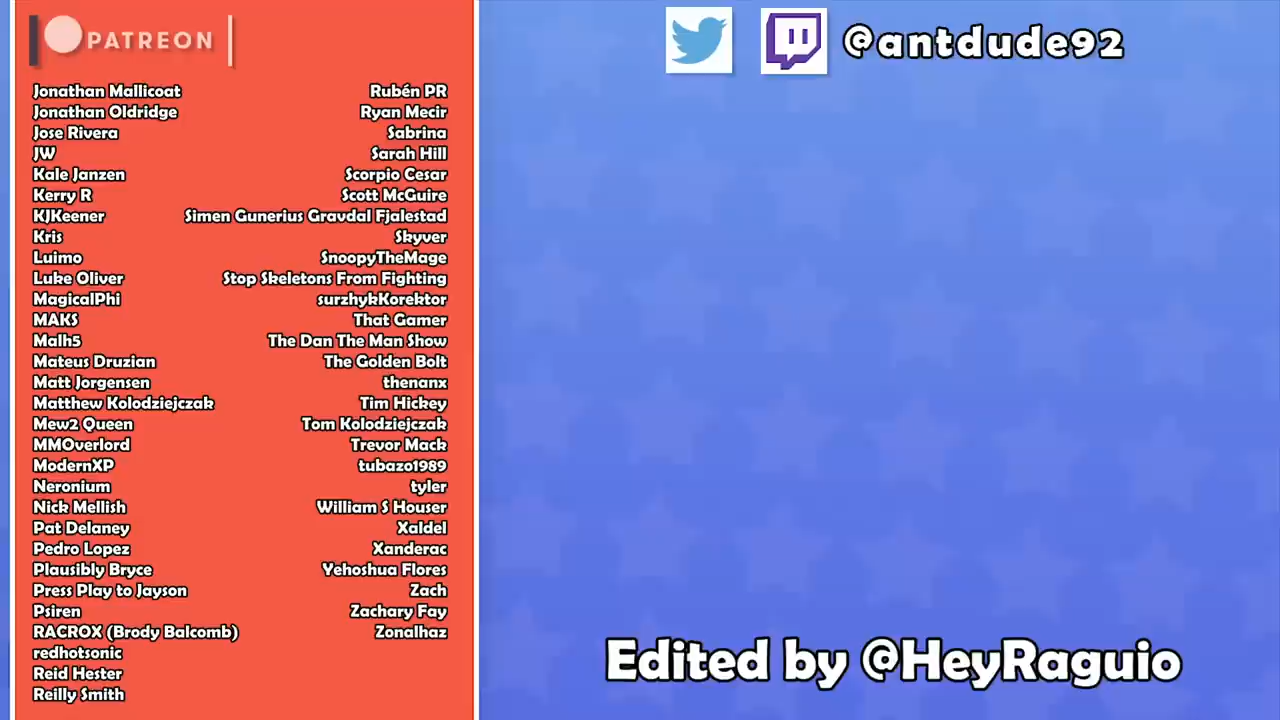 PATREON
Jonathan Mallicoat
Jonathan Oldridge
Jose Rivera
JW
Kale Janzen
Kerry R
KJKeener
Kris
Luimo
Luke Oliver
MagicalPhi
MAKS
Malh5
Mateus Druzian
Matt Jorgensen
Matthew Kolodziejczak
Mew2 Queen
MMOverlord
ModernXP
Neronium
Nick Mellish
Pat Delaney
Pedro Lopez
Plausibly Bryce
Press Play to Jayson
Psiren
RACROX (Brody Balcomb)
redhotsonic
Reid Hester
Reilly Smith
Rubén PR
Ryan Mecir
Sabrina
Sarah Hill
Scorpio Cesar
Scott McGuire
Simen Gunerius Gravdal Fjalestad
Skyver
SnoopyTheMage
Stop Skeletons From Fighting
surzhykKorektor
That Gamer
The Dan The Man Show
The Golden Bolt
thenanx
Tim Hickey
Tom Kolodziejczak
Trevor Mack
tubazo1989
tyler
William S Houser
Xaldel
Xanderac
Yehoshua Flores
Zach
Zachary Fay
Zonalhaz
@antdude92
Edited by @HeyRaguio